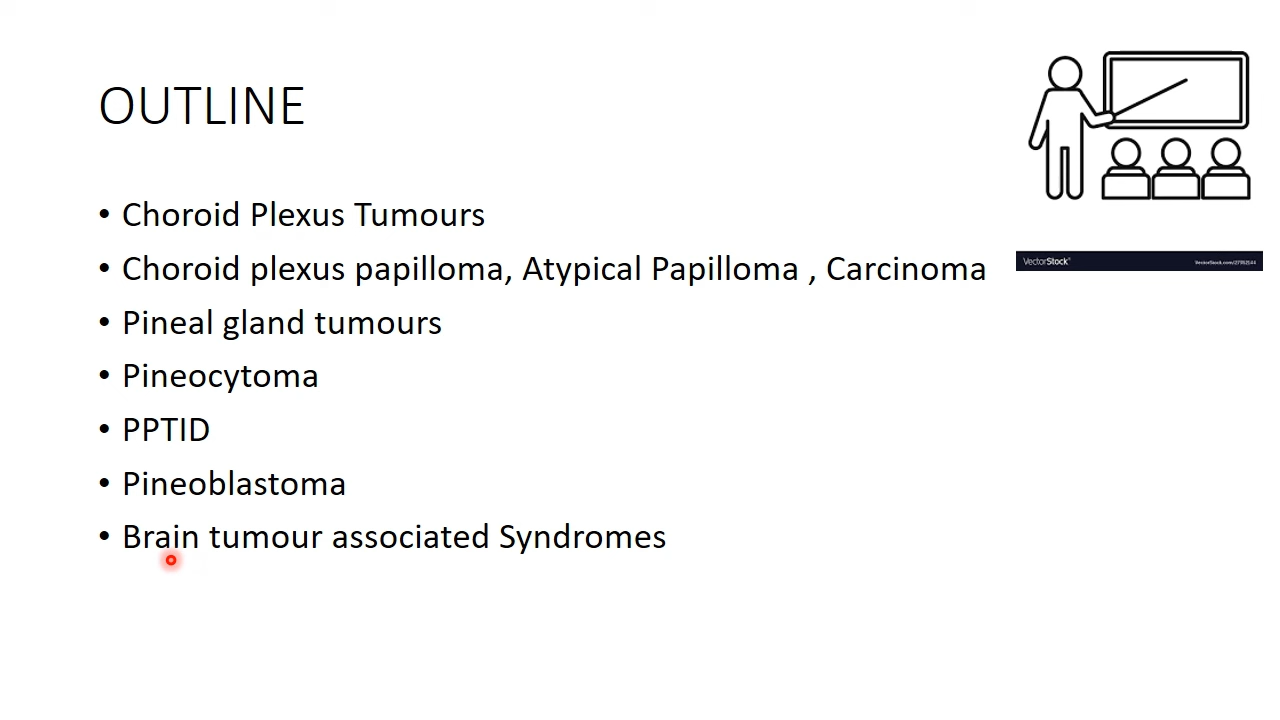 OUTLINE
• Choroid Plexus Tumours
• Choroid plexus papilloma, Atypical Papilloma , Carcinoma
• Pineal gland tumours
• Pineocytoma
• PPTID
• Pineoblastoma
• Brain tumour associated Syndromes
VectorStock®